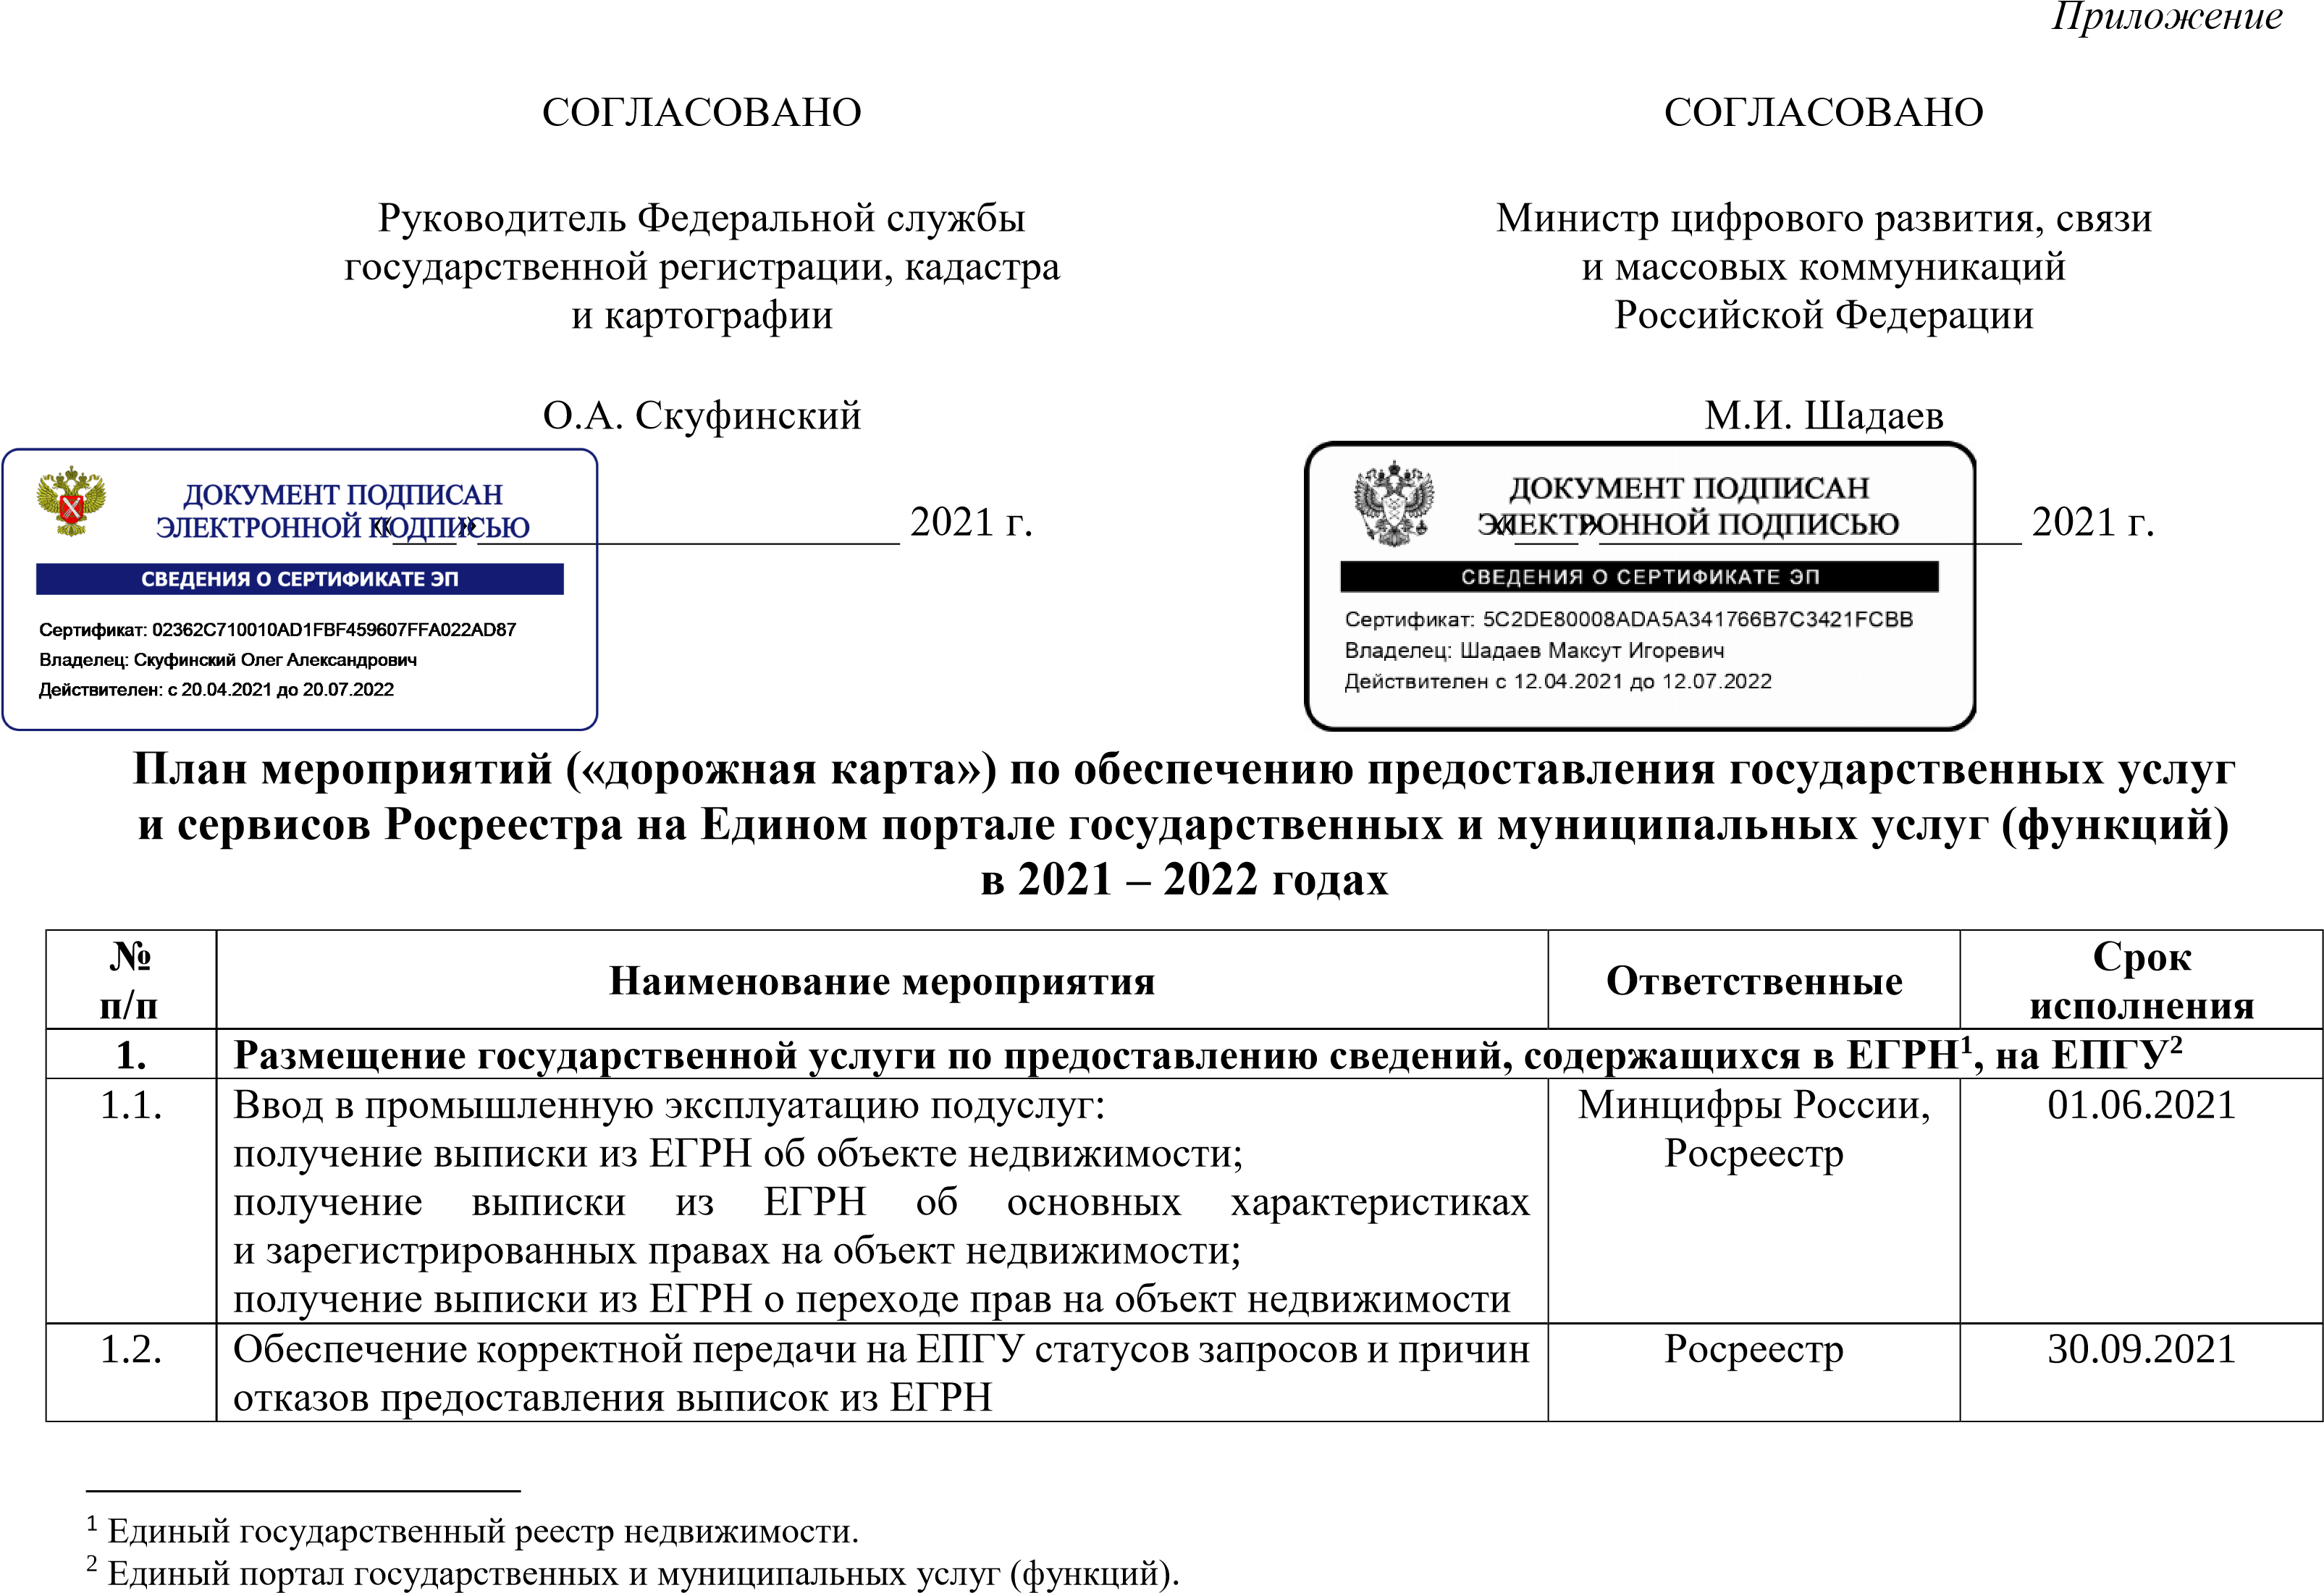 Приложение
СОГЛАСОВАНО
Руководитель Федеральной службы
государственной регистрации, кадастра
и картографии
О.А. Скуфинский
ДОКУМЕНТ ПОДПИСАН
ЭЛЕКТРОННОЙ ПОДПИСЬЮ
«___»____________________ 2021 г.
СВЕДЕНИЯ О СЕРТИФИКАТЕ ЭП
Сертификат: 02362C710010AD1FBF459607FFA022AD87
Владелец: Скуфинский Олег Александрович
Действителен: с 20.04.2021 до 20.07.2022
СОГЛАСОВАНО
Министр цифрового развития, связи
и массовых коммуникаций
Российской Федерации
М.И. Шадаев
ДОКУМЕНТ ПОДПИСАН
ЭЛЕКТРОННОЙ ПОДПИСЬЮ
«___»____________________ 2021 г.
СВЕДЕНИЯ О СЕРТИФИКАТЕ ЭП
Сертификат: 5C2DE80008ADA5A341766B7C3421FCBB
Владелец: Шадаев Максут Игоревич
Действителен с 12.04.2021 до 12.07.2022
План мероприятий («дорожная карта») по обеспечению предоставления государственных услуг
и сервисов Росреестра на Едином портале государственных и муниципальных услуг (функций)
в 2021 – 2022 годах
№
п/п
Наименование мероприятия
Ответственные
Срок
исполнения
1. Размещение государственной услуги по предоставлению сведений, содержащихся в ЕГРН¹, на ЕПГУ²
1.1. Ввод в промышленную эксплуатацию подуслуг:
получение выписки из ЕГРН об объекте недвижимости;
получение выписки из ЕГРН об основных характеристиках
и зарегистрированных правах на объект недвижимости;
получение выписки из ЕГРН о переходе прав на объект недвижимости
Минцифры России,
Росреестр
01.06.2021
1.2. Обеспечение корректной передачи на ЕПГУ статусов запросов и причин
отказов предоставления выписок из ЕГРН
Росреестр
30.09.2021
¹ Единый государственный реестр недвижимости.
² Единый портал государственных и муниципальных услуг (функций).